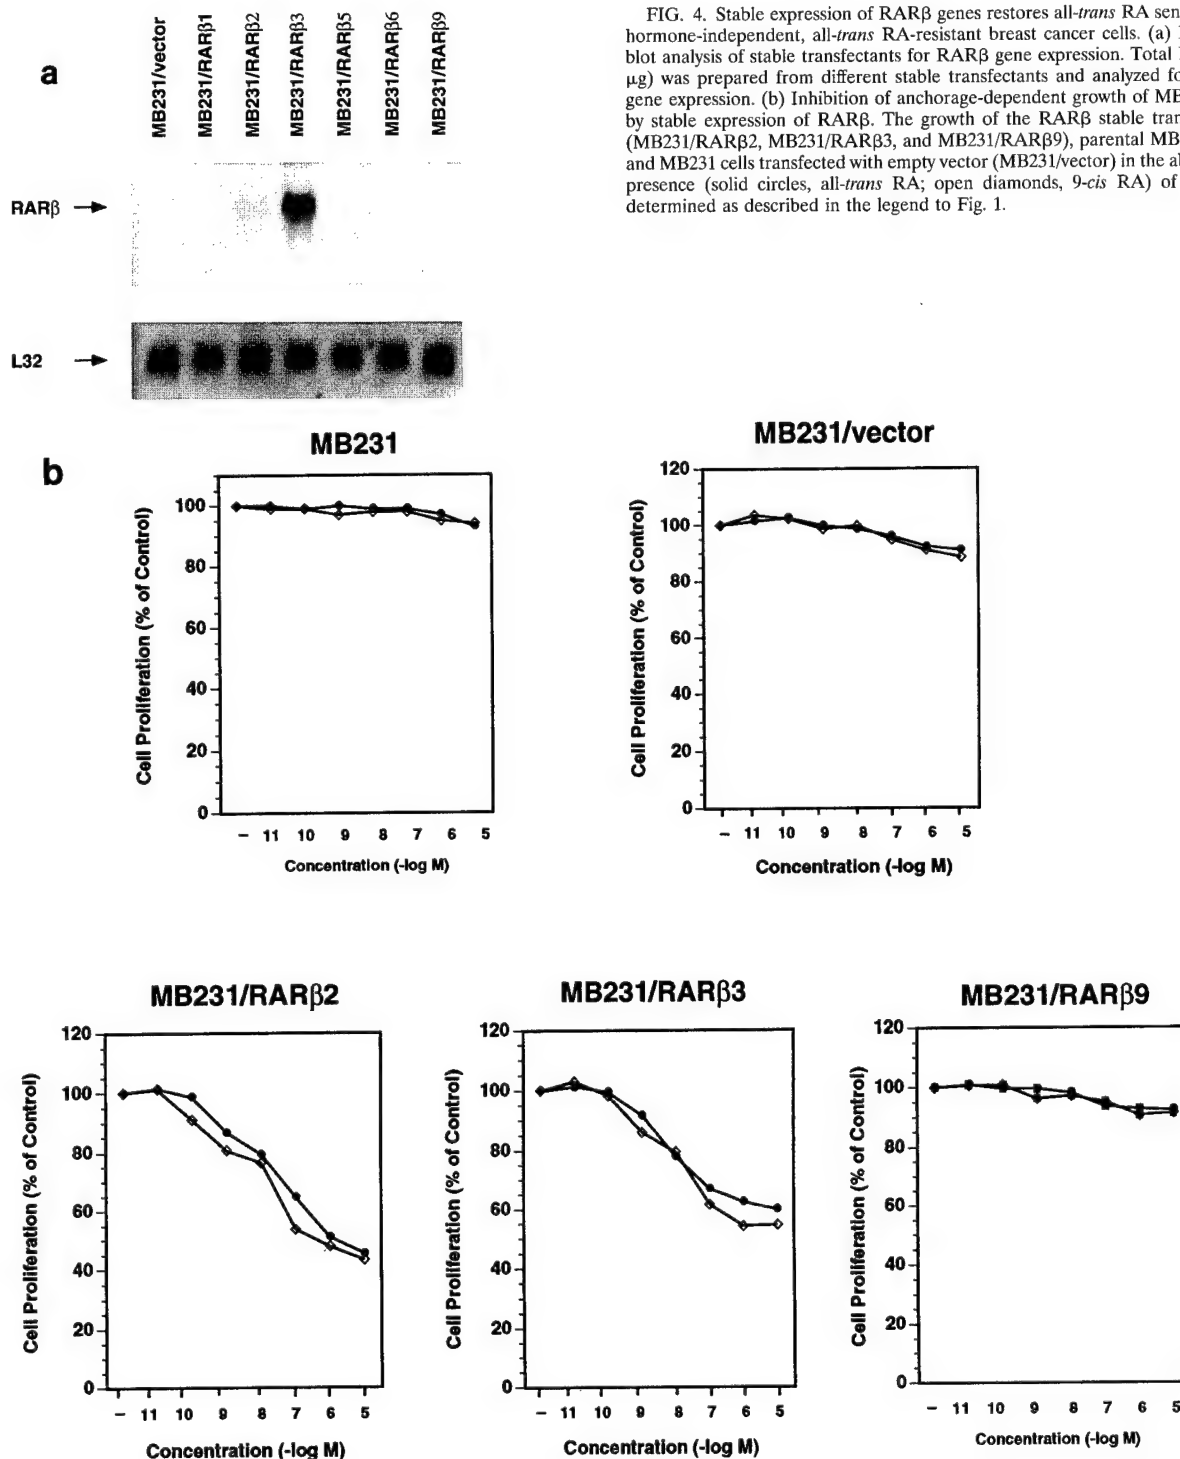 a
MB231/vector
MB231/RARβ1
MB231/RARβ2
MB231/RARβ3
MB231/RARβ5
MB231/RARβ6
MB231/RARβ9
RARβ
L32
FIG. 4. Stable expression of RARβ genes restores all-trans RA sen
hormone-independent, all-trans RA-resistant breast cancer cells. (a)
blot analysis of stable transfectants for RARβ gene expression. Total
μg) was prepared from different stable transfectants and analyzed fo
gene expression. (b) Inhibition of anchorage-dependent growth of MB
by stable expression of RARβ. The growth of the RARβ stable tran
(MB231/RARβ2, MB231/RARβ3, and MB231/RARβ9), parental MB
and MB231 cells transfected with empty vector (MB231/vector) in the a
presence (solid circles, all-trans RA; open diamonds, 9-cis RA) of
determined as described in the legend to Fig. 1.
b
MB231
Cell Proliferation (% of Control)
100
80
60
40
20
0
– 11 10 9 8 7 6 5
Concentration (-log M)
MB231/vector
Cell Proliferation (% of Control)
120
100
80
60
40
20
0
– 11 10 9 8 7 6 5
Concentration (-log M)
MB231/RARβ2
Cell Proliferation (% of Control)
120
100
80
60
40
20
0
– 11 10 9 8 7 6 5
Concentration (-log M)
MB231/RARβ3
Cell Proliferation (% of Control)
120
100
80
60
40
20
0
– 11 10 9 8 7 6 5
Concentration (-log M)
MB231/RARβ9
Cell Proliferation (% of Control)
120
100
80
60
40
20
0
– 11 10 9 8 7 6 5
Concentration (-log M)